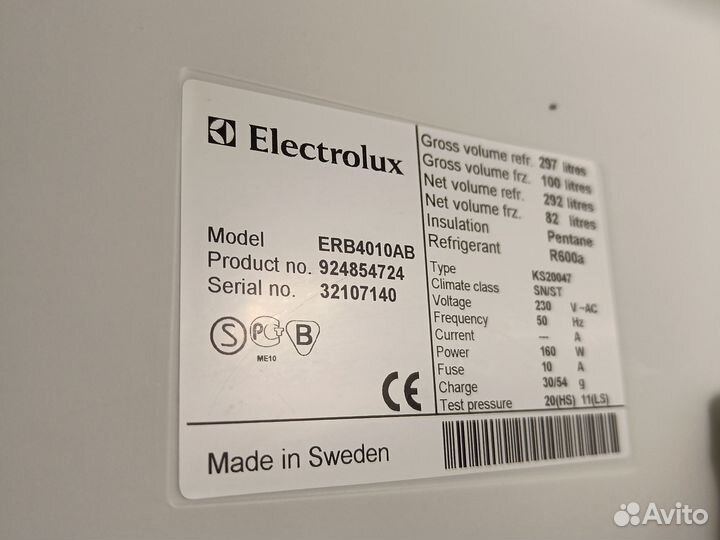 Electrolux
Model ERB4010AB
Product no. 924854724
Serial no. 32107140
S PC B
ME10
CE
Gross volume refr. 297 litres
Gross volume frz. 100 litres
Net volume refr. 292 litres
Net volume frz. 82 litres
Insulation Pentane
Refrigerant R600a
Type KS20047
Climate class SN/ST
Voltage 230 V~AC
Frequency 50 Hz
Current --- A
Power 160 W
Fuse 10 A
Charge 30/54 g
Test pressure 20(HS) 11(LS)
Made in Sweden
Avito